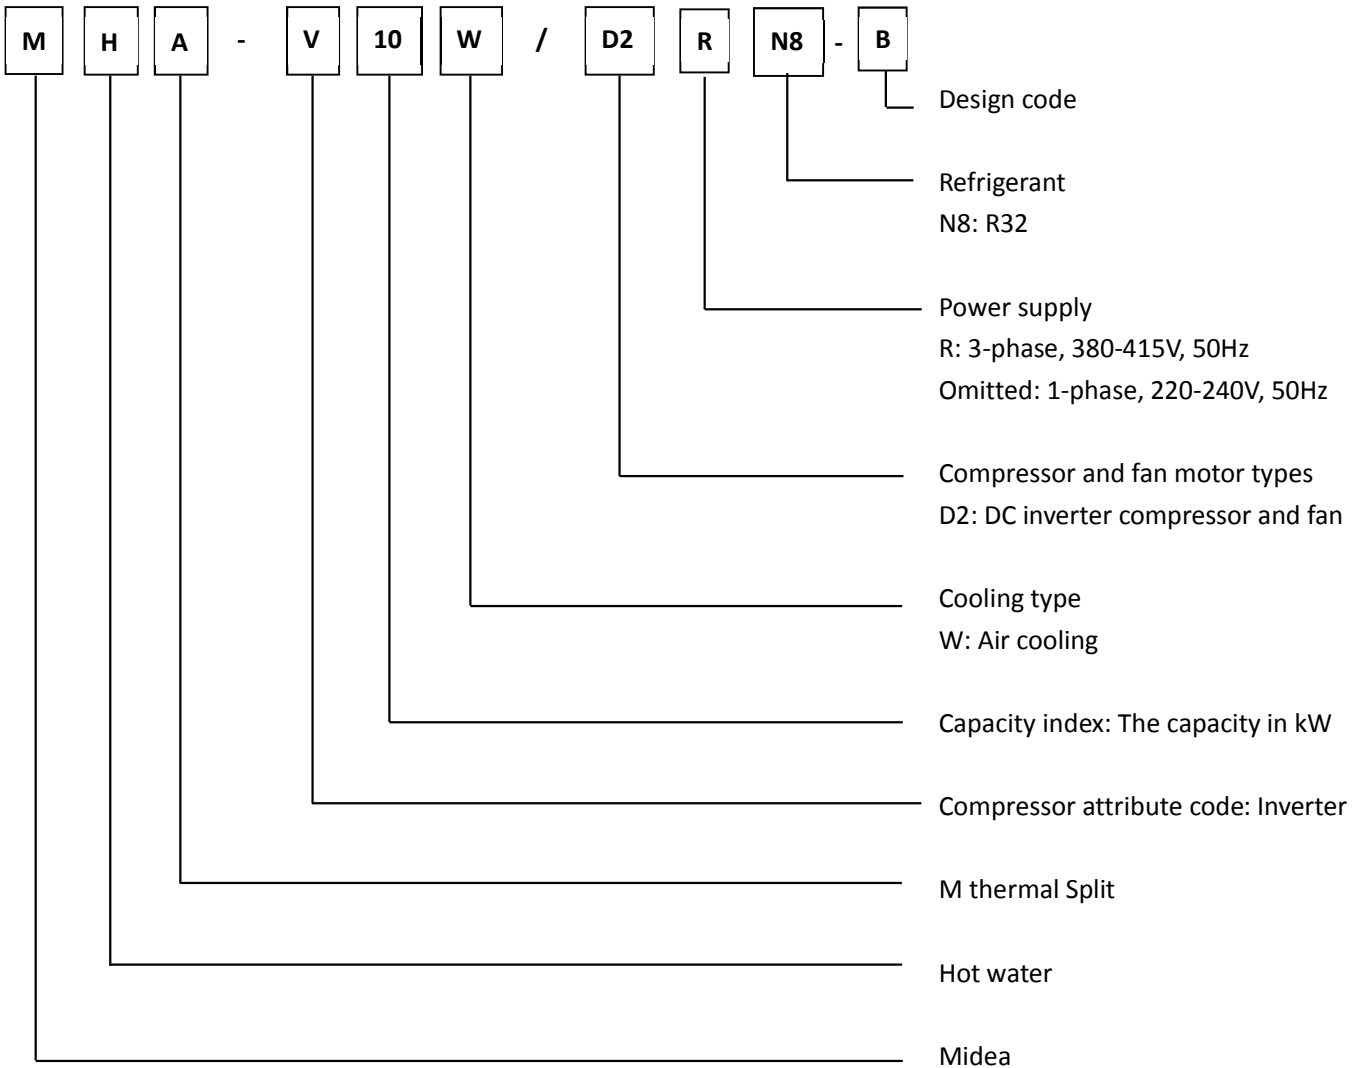 M H A - V 10 W / D2 R N8 - B
Design code
Refrigerant
N8: R32
Power supply
R: 3-phase, 380-415V, 50Hz
Omitted: 1-phase, 220-240V, 50Hz
Compressor and fan motor types
D2: DC inverter compressor and fan
Cooling type
W: Air cooling
Capacity index: The capacity in kW
Compressor attribute code: Inverter
M thermal Split
Hot water
Midea